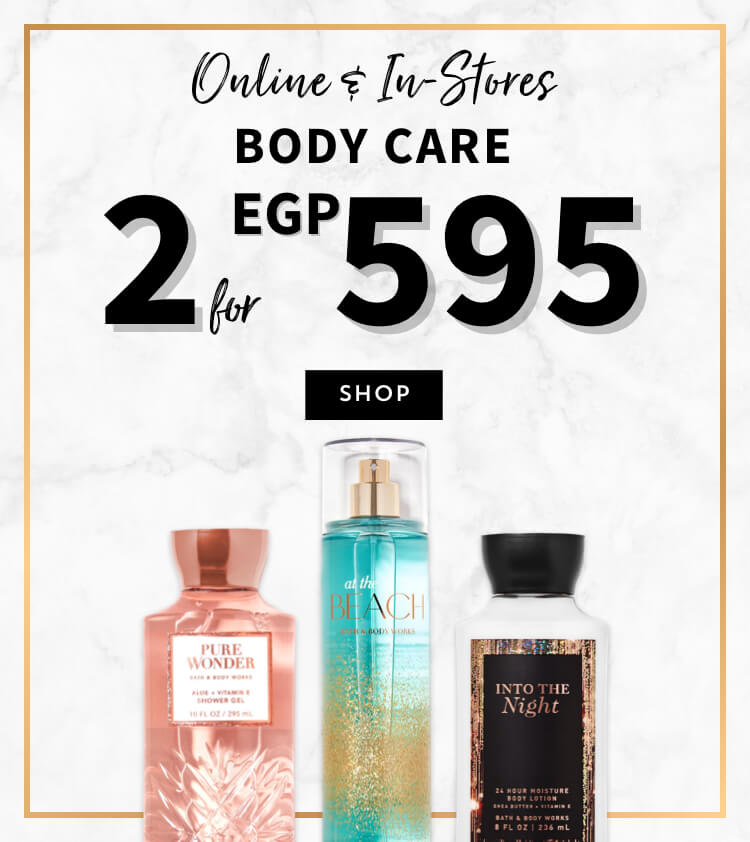 Online & In-Stores
BODY CARE
2 for EGP 595
SHOP
at the
BEACH
BATH & BODY WORKS
PURE
WONDER
BATH & BODY WORKS
ALOE + VITAMIN E
SHOWER GEL
10 FL OZ / 295 mL
INTO THE
Night
24 HOUR MOISTURE
BODY LOTION
SHEA BUTTER + VITAMIN E
BATH & BODY WORKS
8 FL OZ / 236 mL